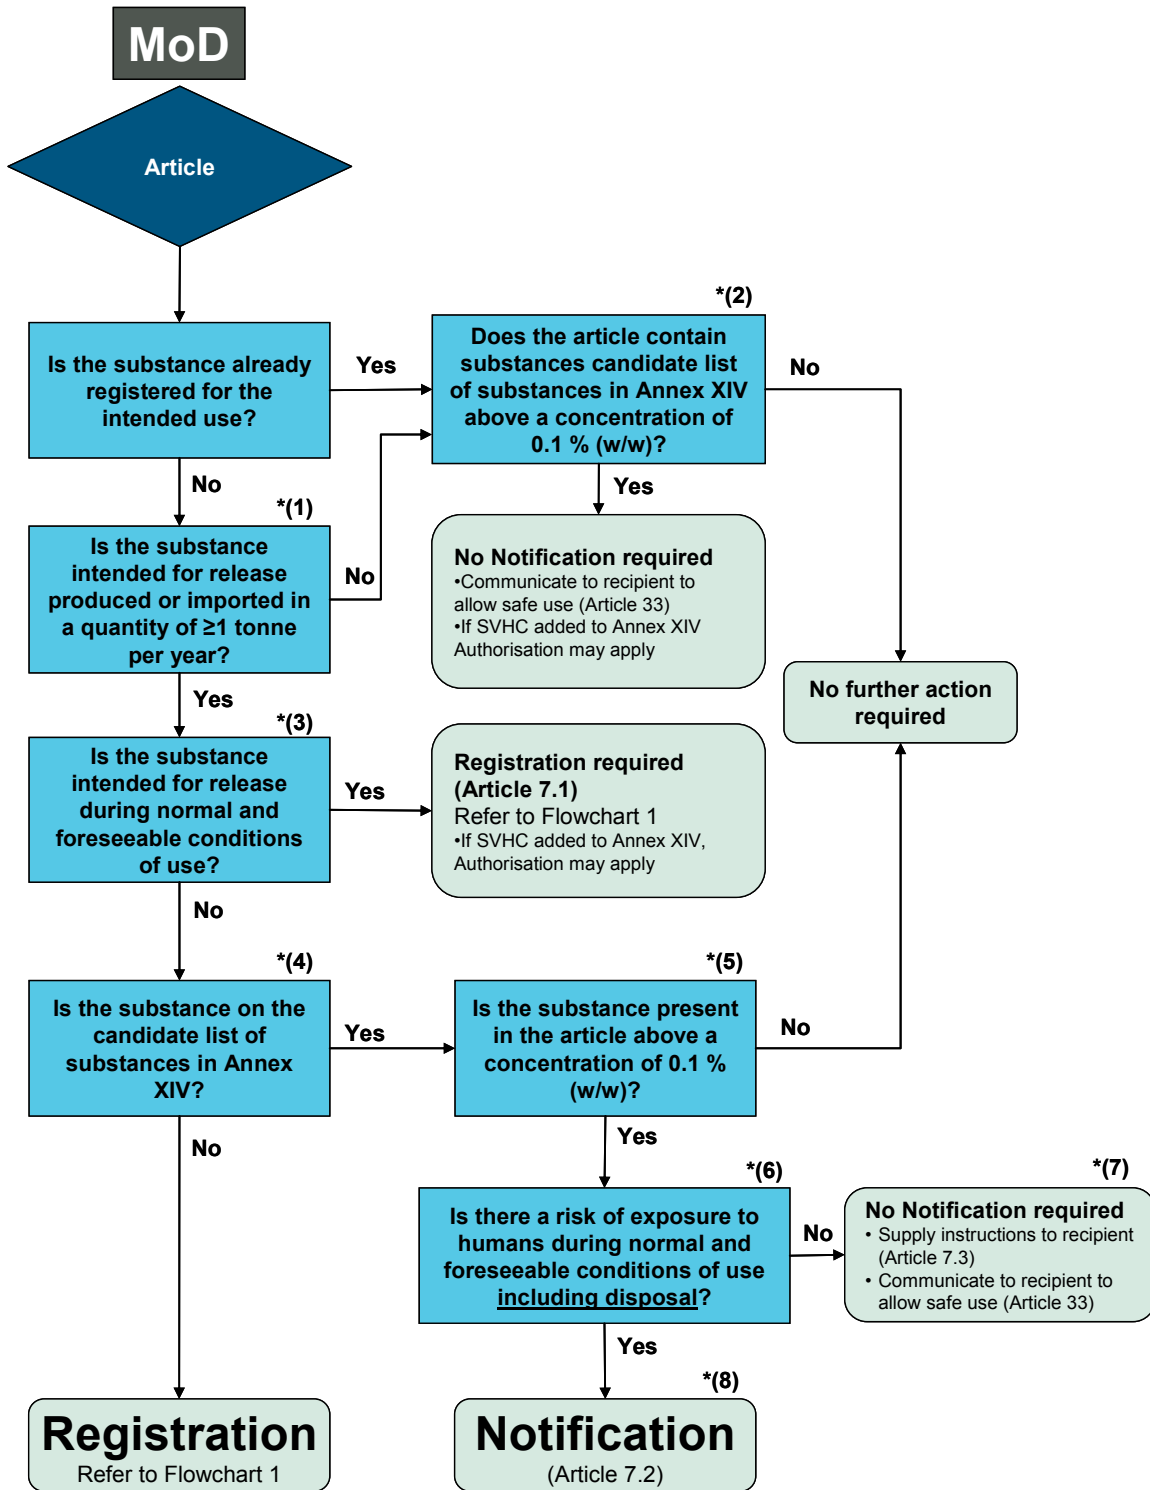 MoD
Article
Is the substance already
registered for the
intended use?
Yes
*(2)
Does the article contain
substances candidate list
of substances in Annex XIV
above a concentration of
0.1 % (w/w)?
No
No
Yes
*(1)
Is the substance
intended for release
produced or imported in
a quantity of ≥1 tonne
per year?
No
No Notification required
•Communicate to recipient to
allow safe use (Article 33)
•If SVHC added to Annex XIV
Authorisation may apply
No further action
required
Yes
*(3)
Is the substance
intended for release
during normal and
foreseeable conditions
of use?
Yes
Registration required
(Article 7.1)
Refer to Flowchart 1
•If SVHC added to Annex XIV,
Authorisation may apply
No
*(4)
Is the substance on the
candidate list of
substances in Annex
XIV?
Yes
*(5)
Is the substance present
in the article above a
concentration of 0.1 %
(w/w)?
No
No
Yes
*(6)
Is there a risk of exposure to
humans during normal and
foreseeable conditions of use
including disposal?
No
*(7)
No Notification required
• Supply instructions to recipient
(Article 7.3)
• Communicate to recipient to
allow safe use (Article 33)
Yes
*(8)
Registration
Refer to Flowchart 1
Notification
(Article 7.2)